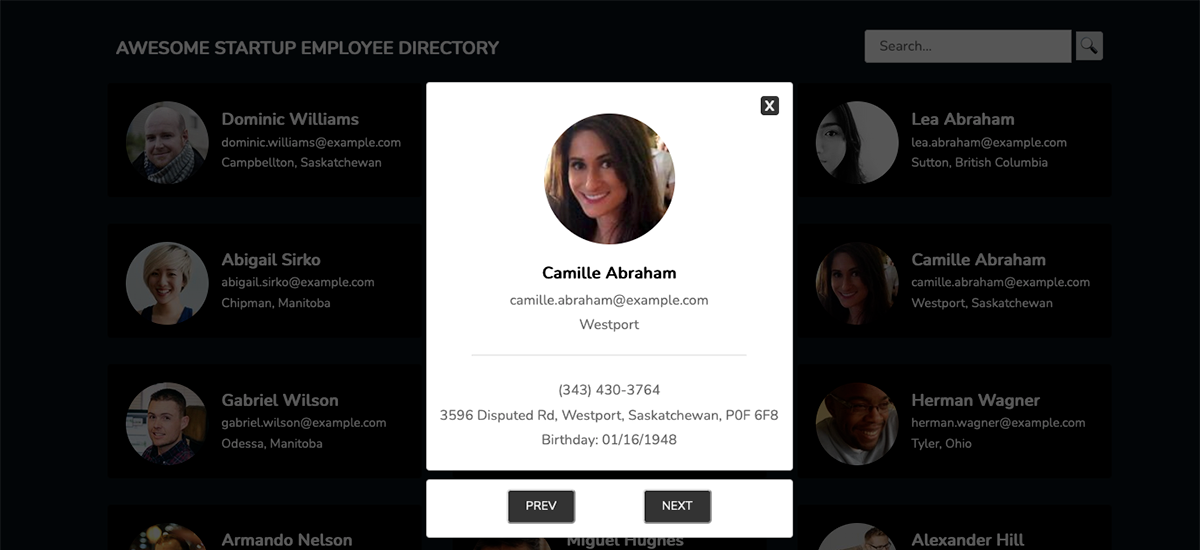 AWESOME STARTUP EMPLOYEE DIRECTORY
Search...
Dominic Williams
dominic.williams@example.com
Campbellton, Saskatchewan
X
Camille Abraham
camille.abraham@example.com
Westport
(343) 430-3764
3596 Disputed Rd, Westport, Saskatchewan, P0F 6F8
Birthday: 01/16/1948
PREV
NEXT
Lea Abraham
lea.abraham@example.com
Sutton, British Columbia
Abigail Sirko
abigail.sirko@example.com
Chipman, Manitoba
Camille Abraham
camille.abraham@example.com
Westport, Saskatchewan
Gabriel Wilson
gabriel.wilson@example.com
Odessa, Manitoba
Herman Wagner
herman.wagner@example.com
Tyler, Ohio
Armando Nelson
Miguel Hughes
Alexander Hill